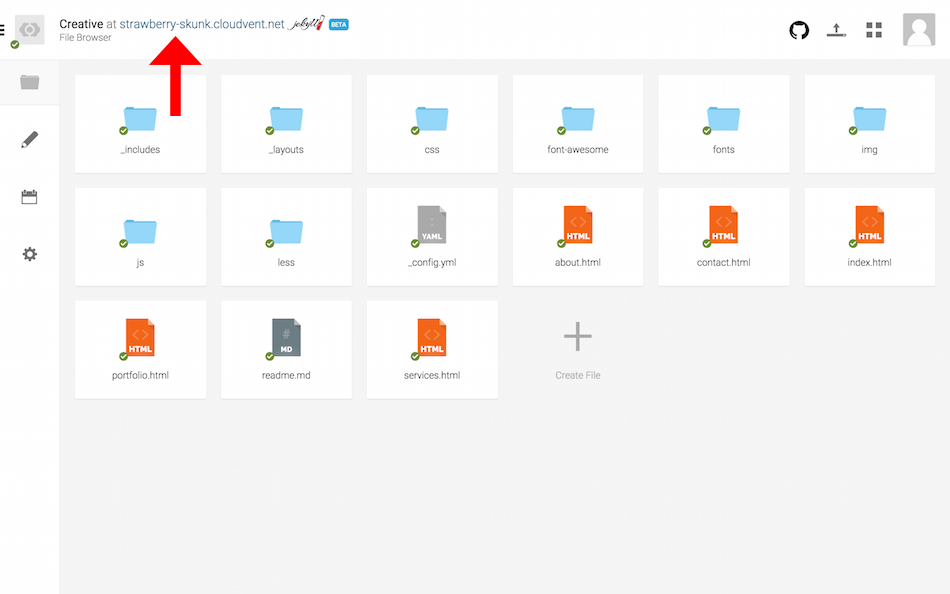 Creative at strawberry-skunk.cloudvent.net jekyll BETA
File Browser
_includes
_layouts
css
font-awesome
fonts
img
js
less
YAML
_config.yml
HTML
about.html
HTML
contact.html
HTML
index.html
HTML
portfolio.html
#
MD
readme.md
HTML
services.html
Create File